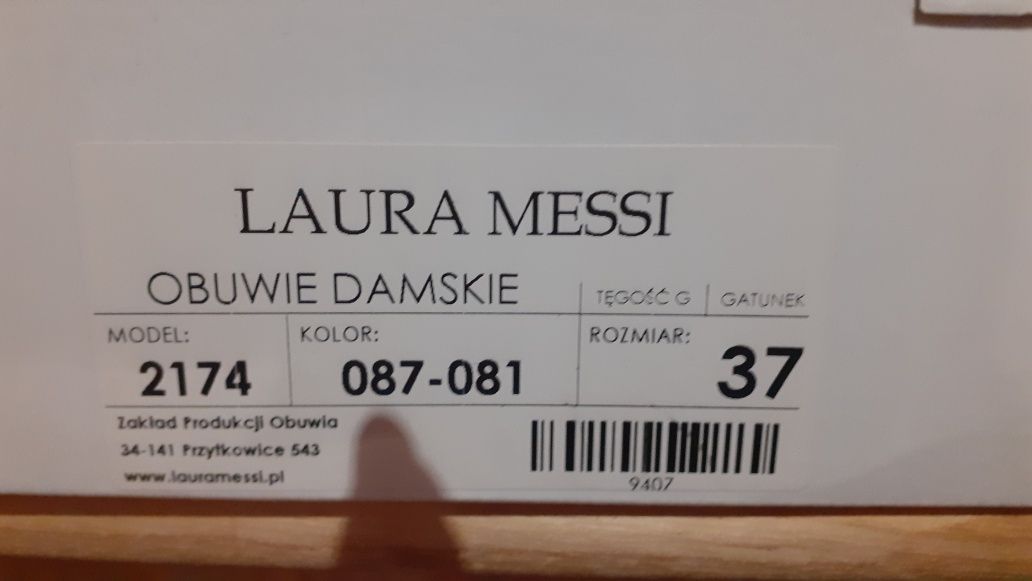 LAURA MESSI
OBUWIE DAMSKIE
TĘGOŚĆ G
GATUNEK
MODEL:
2174
KOLOR:
087-081
ROZMIAR:
37
Zakład Produkcji Obuwia
34-141 Przytkowice 543
www.lauramessi.pl
9407